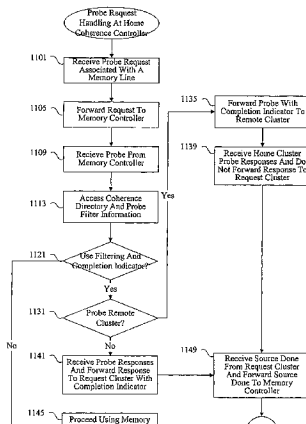 Probe Request
Handling At Home
Coherence Controller
1101
Receive Probe Request
Associated With A
Memory Line
1105
Forward Request To
Memory Controller
1109
Recieve Probe From
Memory Controller
1113
Access Coherence
Directory And Probe
Filter Information
1121
Use Filtering And
Completion Indicator?
Yes
No
1131
Probe Remote
Cluster?
Yes
No
1135
Forward Probe With
Completion Indicator To
Remote Cluster
1139
Receive Home Cluster
Probe Responses And Do
Not Forward Response To
Request Cluster
1141
Receive Probe Responses
And Forward Response
To Request Cluster With
Completion Indicator
1149
Receive Source Done
From Request Cluster
And Forward Source
Done To Memory
Controller
1145
Proceed Using Memory